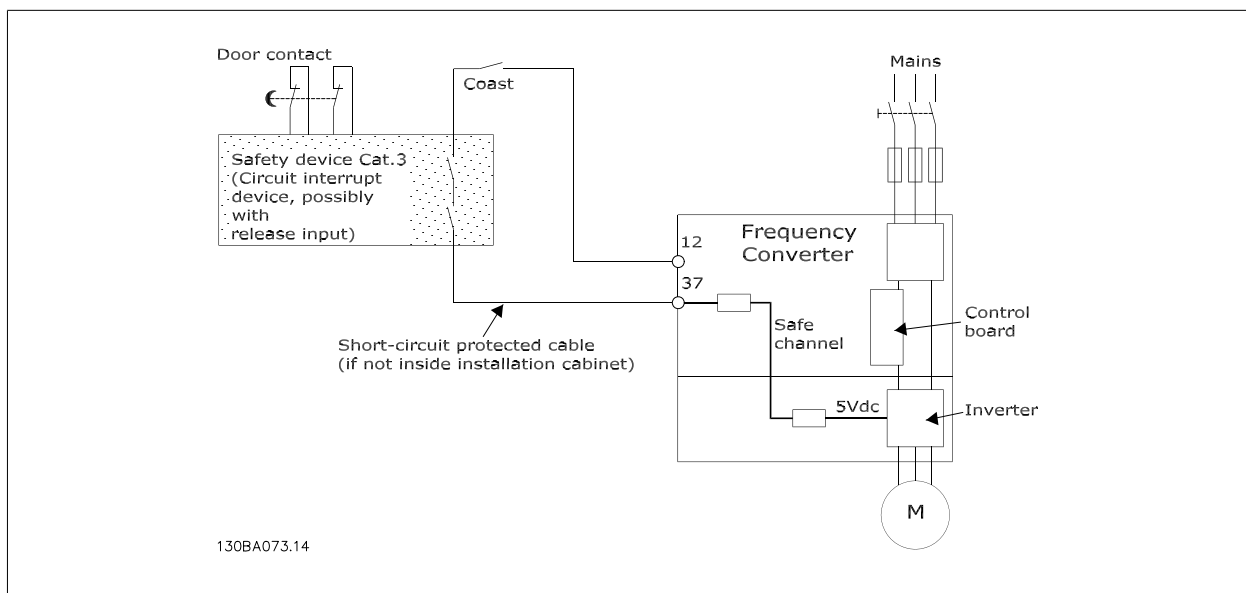 Door contact
Coast
Mains
Safety device Cat.3
(Circuit interrupt
device, possibly
with
release input)
12
37
Frequency
Converter
Safe
channel
Control
board
Short-circuit protected cable
(if not inside installation cabinet)
5Vdc
Inverter
M
130BA073.14